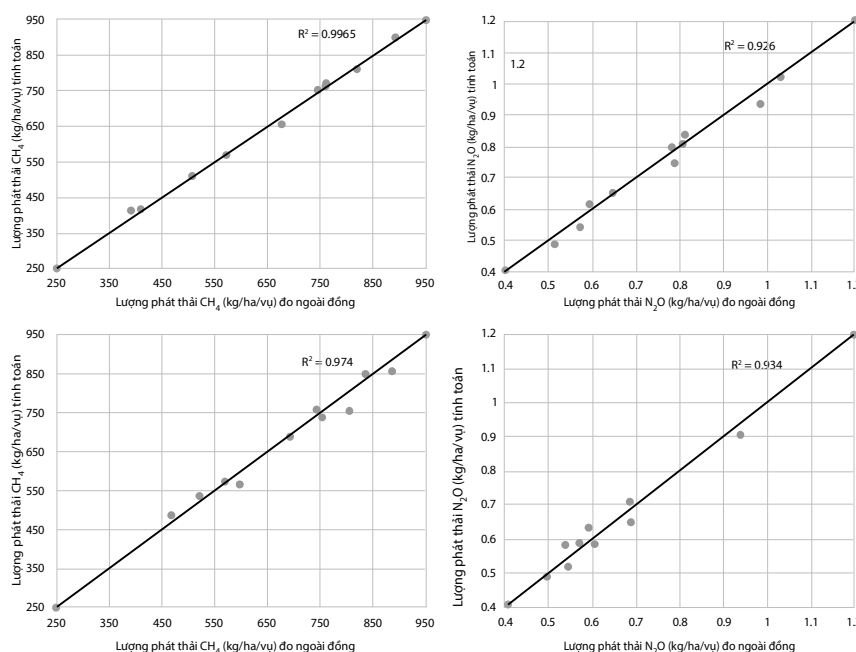 950
850
750
650
550
450
350
250
Lượng phát thải CH₄ (kg/ha/vụ) tính toán
R² = 0.9965
250 350 450 550 650 750 850 950
Lượng phát thải CH₄ (kg/ha/vụ) đo ngoài đồng
1.2
1.1
1
0.9
0.8
0.7
0.6
0.5
0.4
Lượng phát thải N₂O (kg/ha/vụ) tính toán
R² = 0.926
1.2
0.4 0.5 0.6 0.7 0.8 0.9 1 1.1 1.2
Lượng phát thải N₂O (kg/ha/vụ) đo ngoài đồng
950
850
750
650
550
450
350
250
Lượng phát thải CH₄ (kg/ha/vụ) tính toán
R² = 0.974
250 350 450 550 650 750 850 950
Lượng phát thải CH₄ (kg/ha/vụ) đo ngoài đồng
1.2
1.1
1
0.9
0.8
0.7
0.6
0.5
0.4
Lượng phát thải N₂O (kg/ha/vụ) tính toán
R² = 0.934
0.4 0.5 0.6 0.7 0.8 0.9 1 1.1 1.2
Lượng phát thải N₂O (kg/ha/vụ) đo ngoài đồng